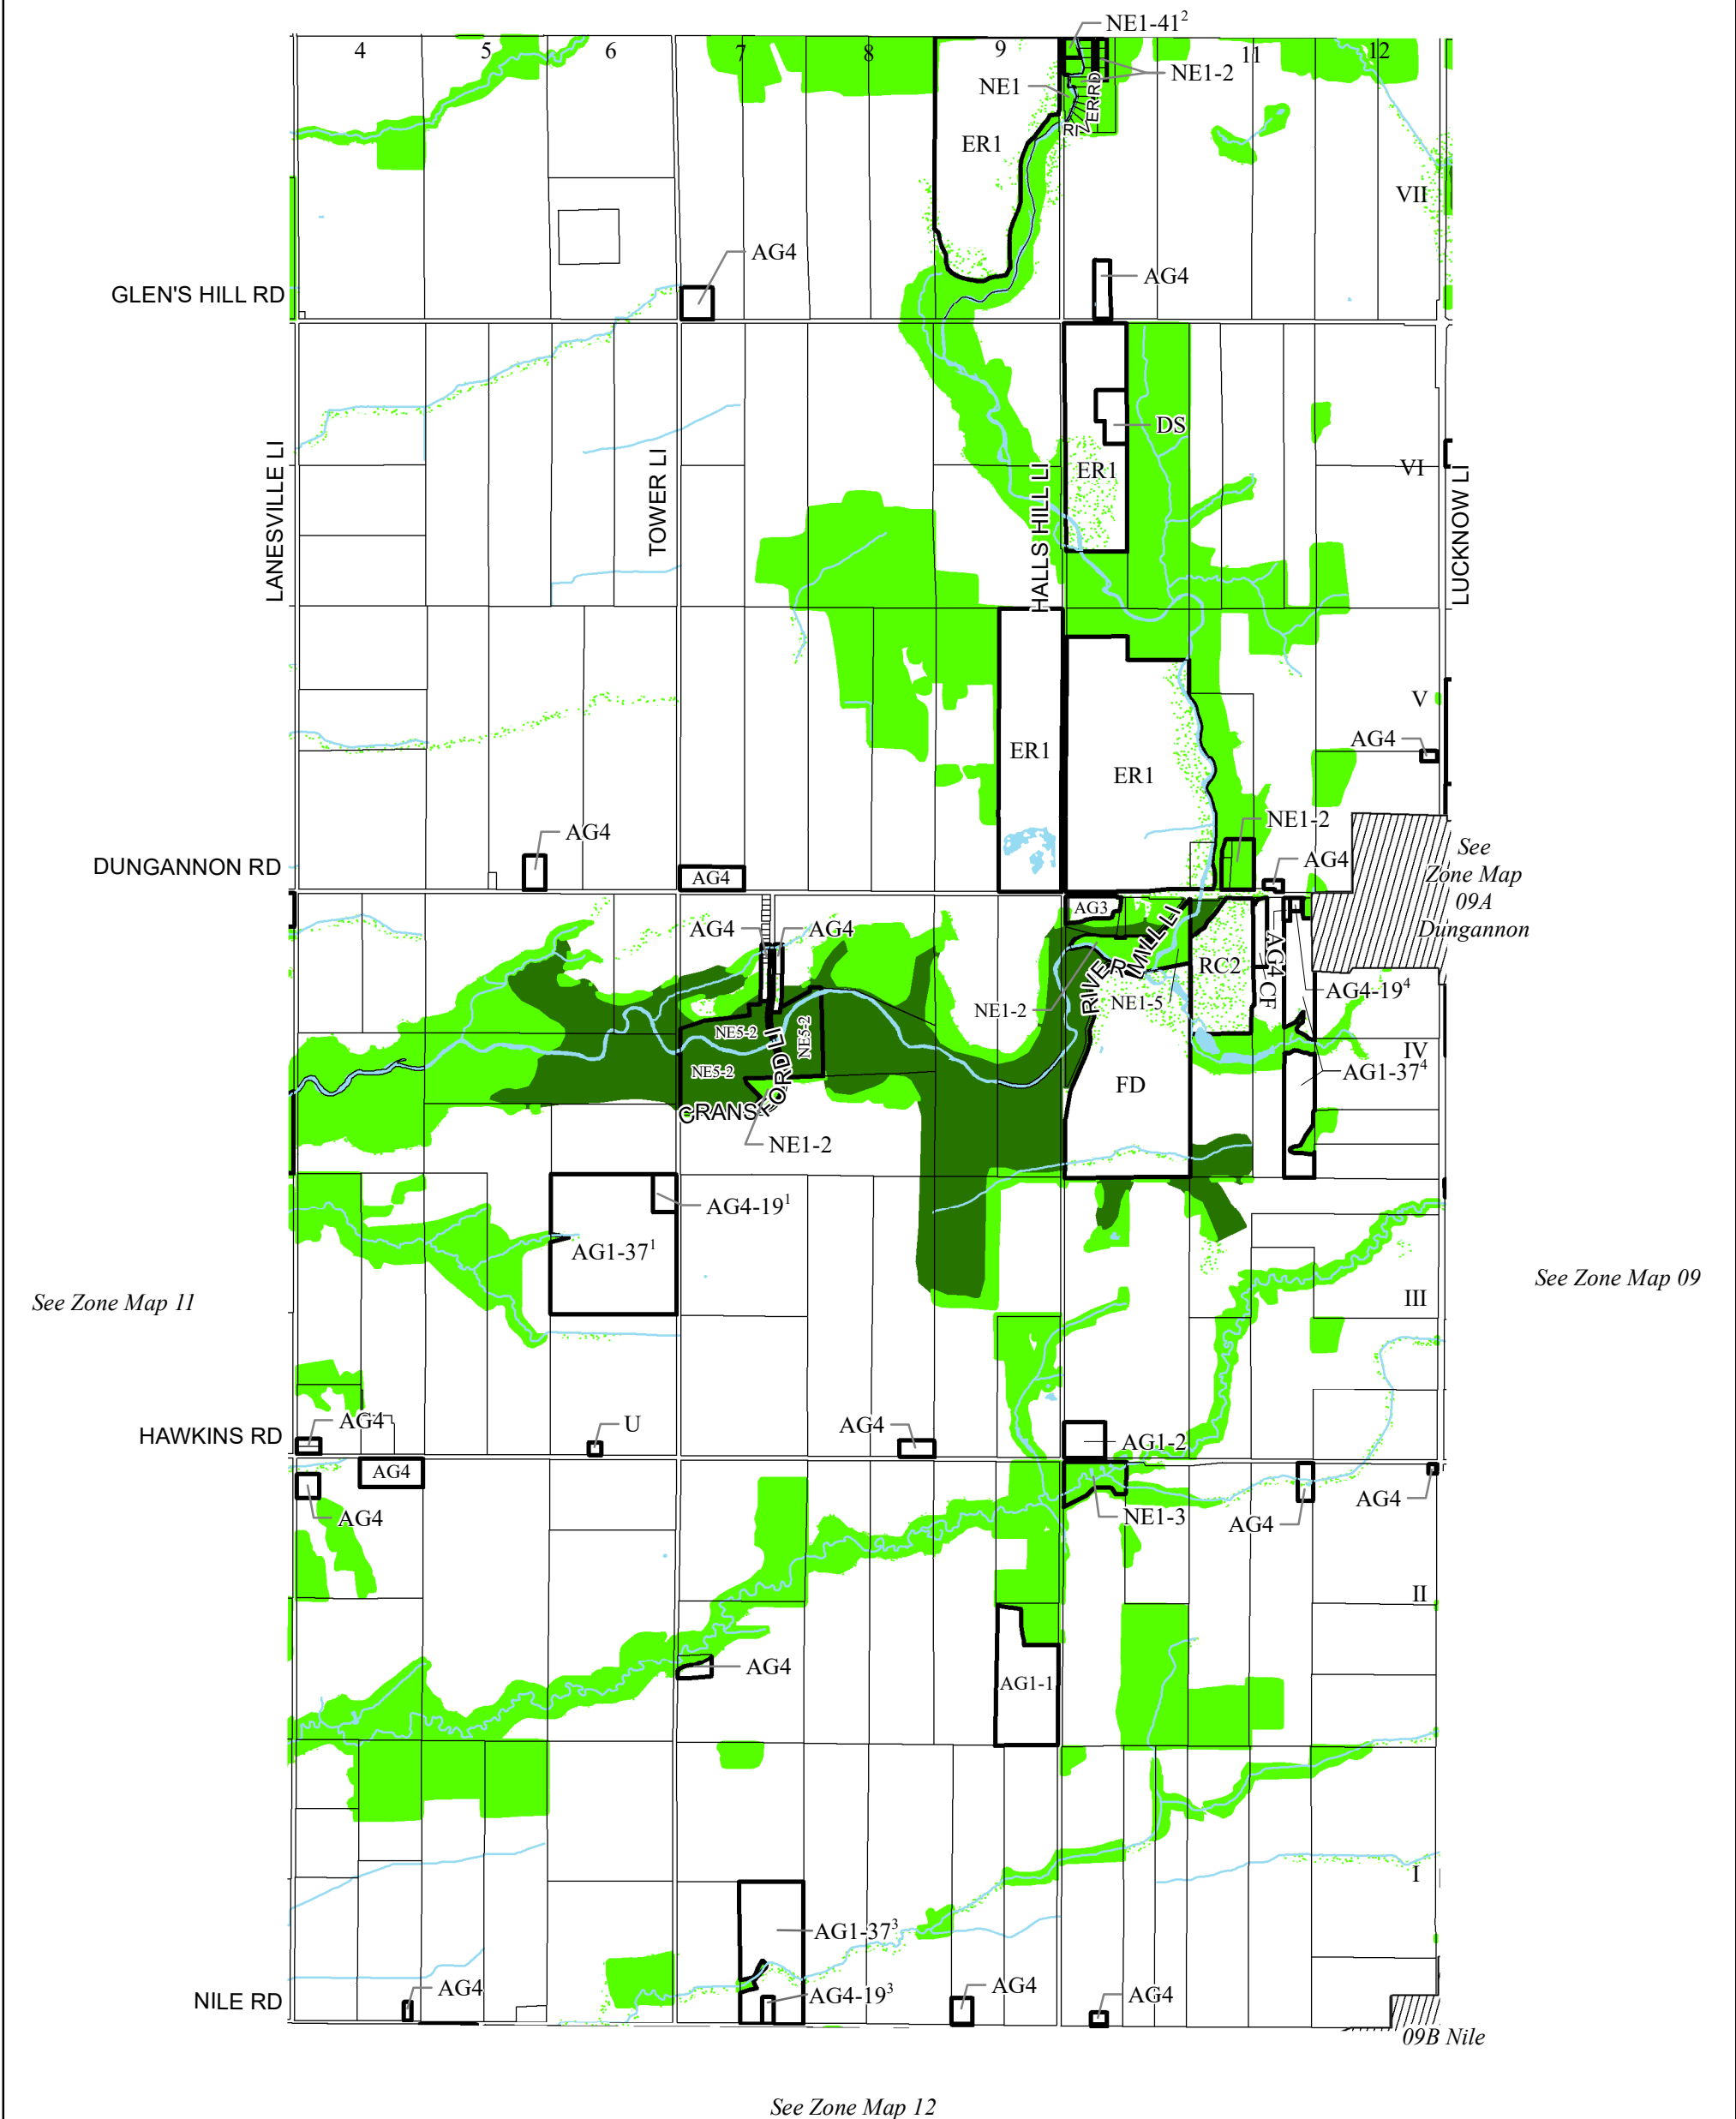 NE1-41²
4 5 6 7 8 9 11 12
NE1-2
NE1
RIVER RD
ER1
VII
AG4
AG4
GLEN'S HILL RD
DS
ER1
VI
LANESVILLE LI
TOWER LI
HALLS HILL LI
LUCKNOW LI
V
AG4
ER1
ER1
NE1-2
AG4
AG4
DUNGANNON RD
AG4
See
Zone Map
09A
Dungannon
AG3
AG4
AG4
RIVER MILL LI
RC2
AG4
CF
AG4-19⁴
NE1-2
NE1-5
NE5-2
NE5-2
NE5-2
CRANSFORD LI
IV
AG1-37⁴
FD
NE1-2
AG4-19¹
AG1-37¹
See Zone Map 11
See Zone Map 09
III
AG4
U
AG4
AG1-2
HAWKINS RD
AG4
AG4
NE1-3
AG4
AG4
II
AG4
AG1-1
I
AG1-37³
AG4
AG4-19³
AG4
AG4
NILE RD
09B Nile
See Zone Map 12